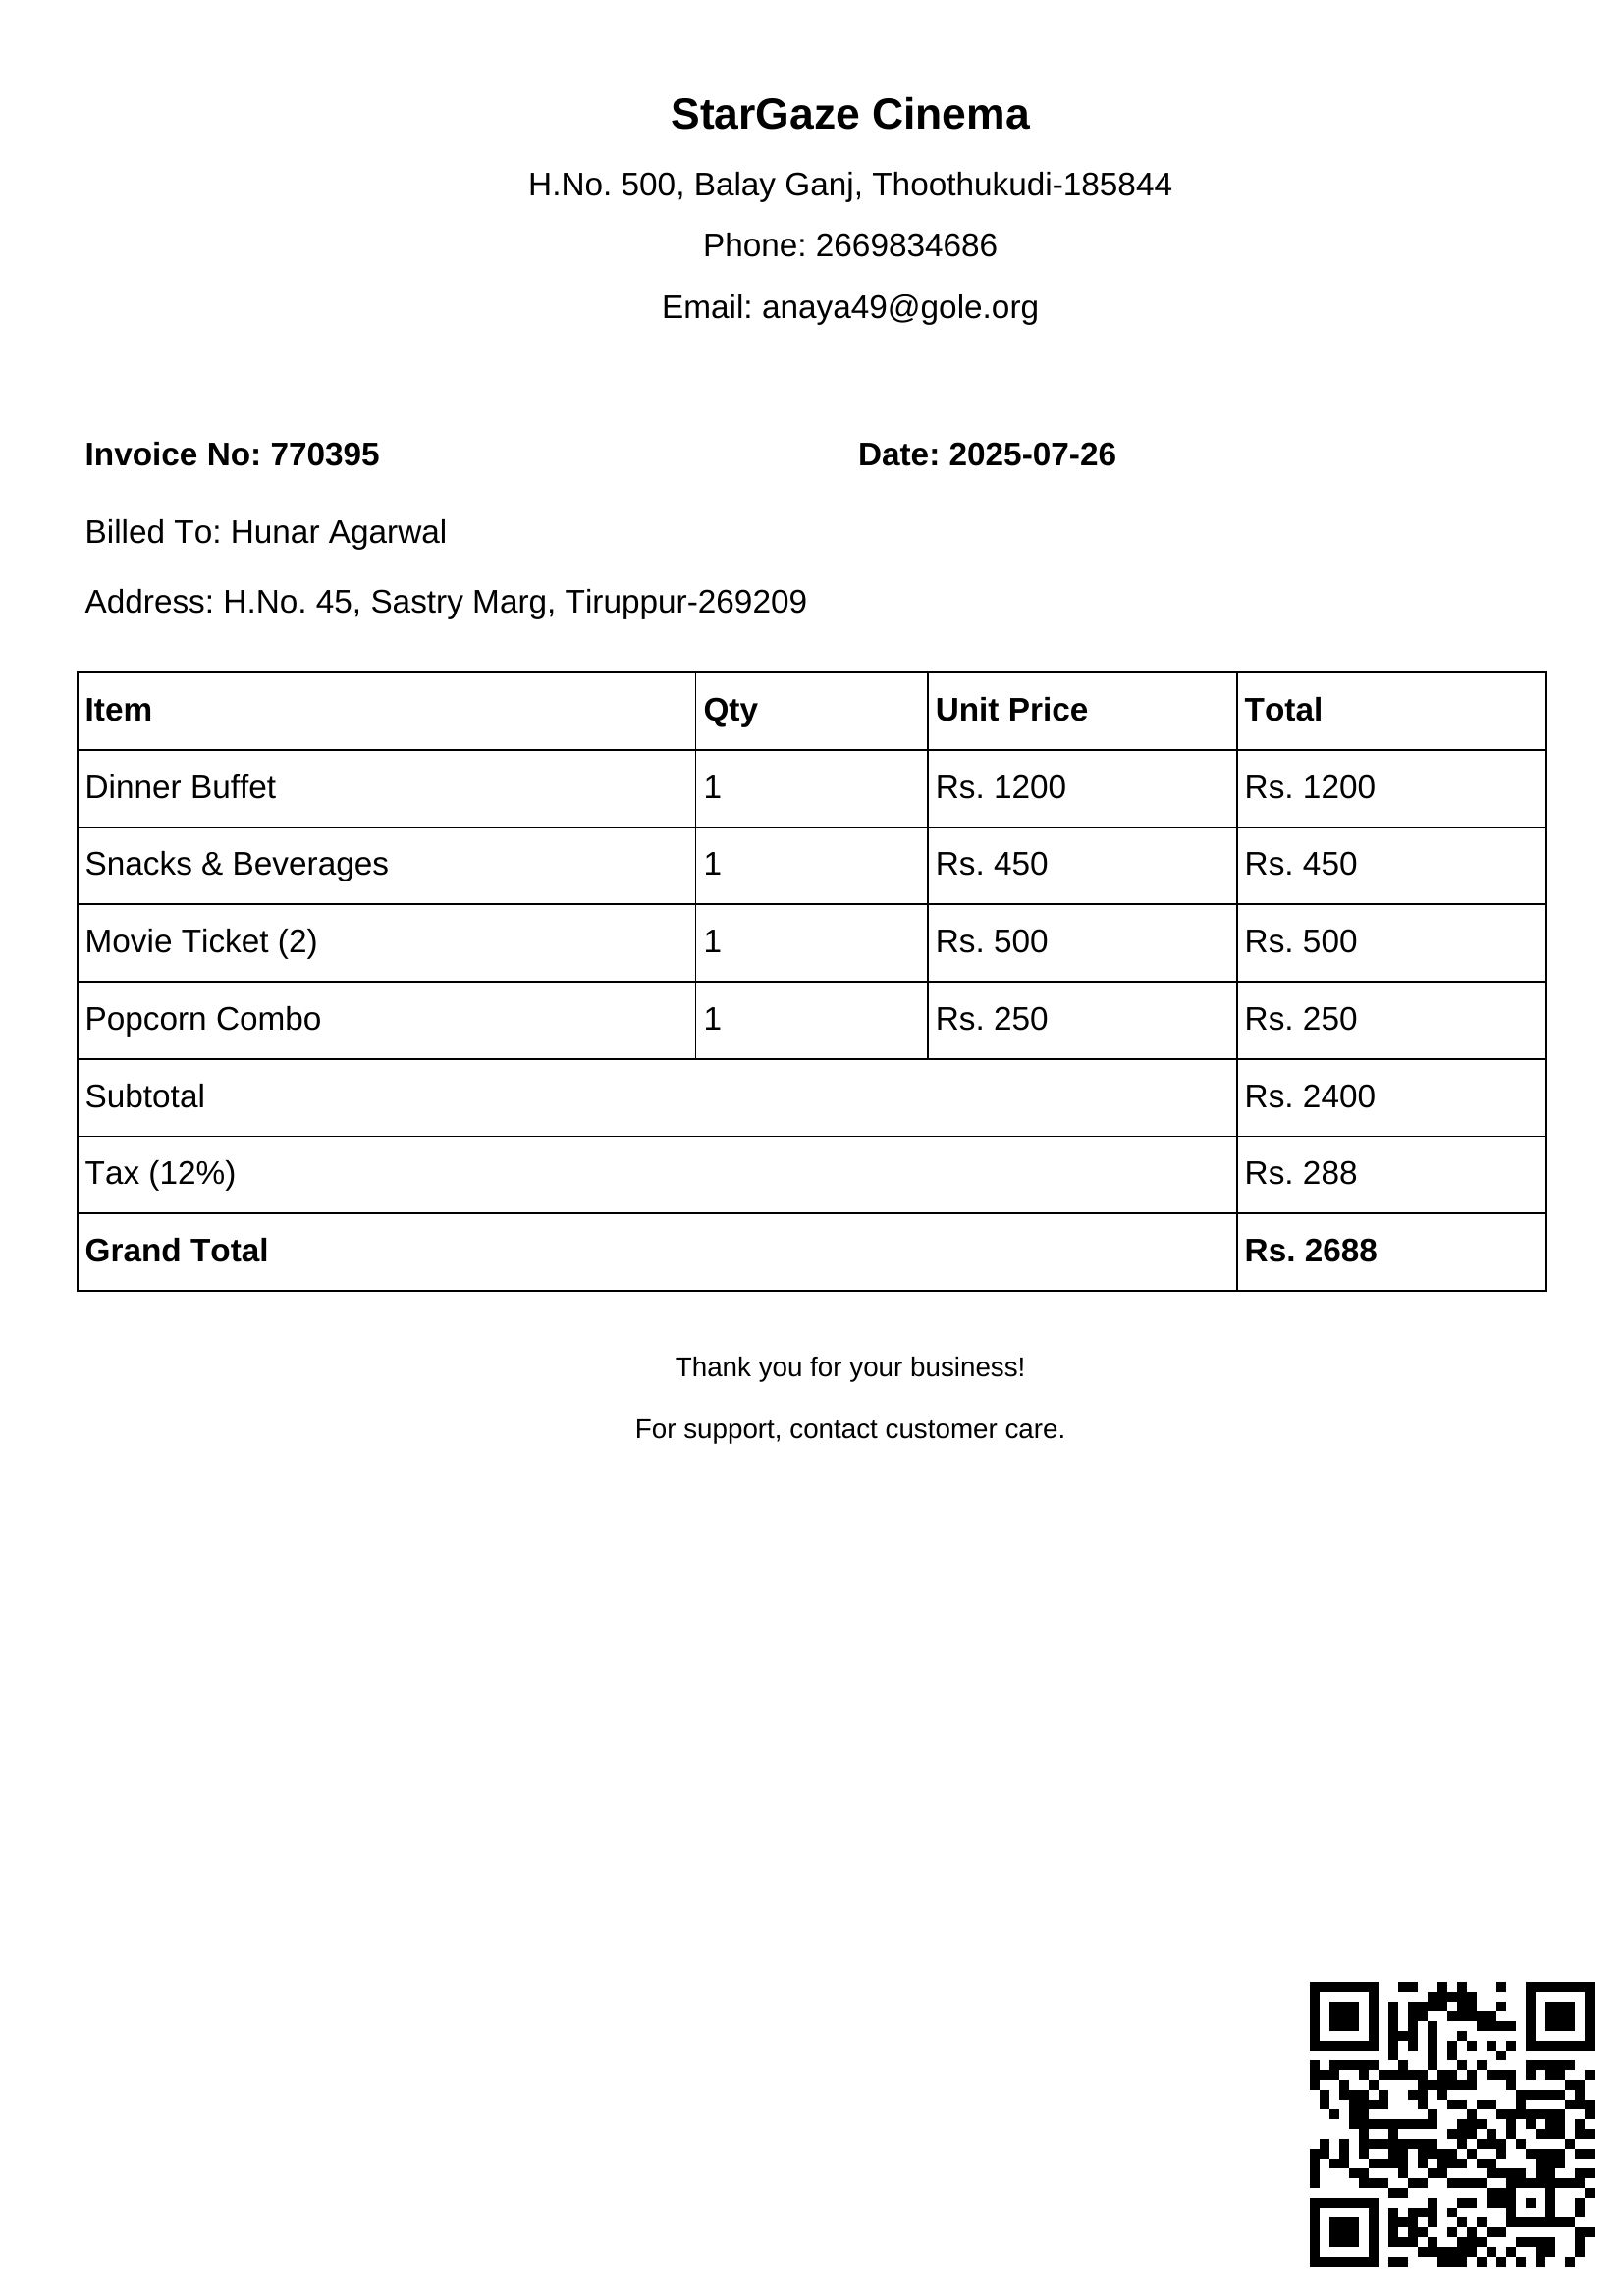 StarGaze Cinema
H.No. 500, Balay Ganj, Thoothukudi-185844
Phone: 2669834686
Email: anaya49@gole.org
Invoice No: 770395 Date: 2025-07-26
Billed To: Hunar Agarwal
Address: H.No. 45, Sastry Marg, Tiruppur-269209
Item Qty Unit Price Total
Dinner Buffet 1 Rs. 1200 Rs. 1200
Snacks & Beverages 1 Rs. 450 Rs. 450
Movie Ticket (2) 1 Rs. 500 Rs. 500
Popcorn Combo 1 Rs. 250 Rs. 250
Subtotal Rs. 2400
Tax (12%) Rs. 288
Grand Total Rs. 2688
Thank you for your business!
For support, contact customer care.